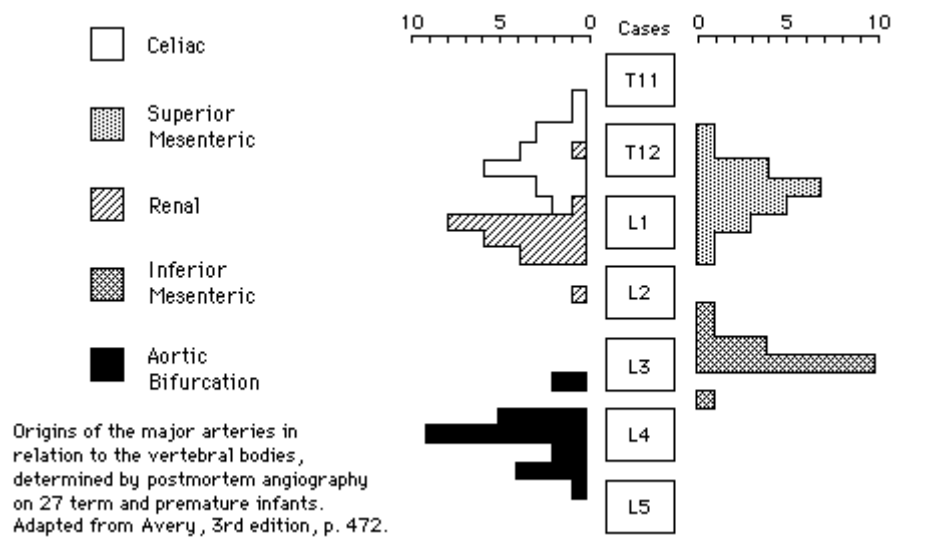 10 5 0 Cases 0 5 10
Celiac
Superior
Mesenteric
Renal
Inferior
Mesenteric
Aortic
Bifurcation
T11
T12
L1
L2
L3
L4
L5
Origins of the major arteries in
relation to the vertebral bodies,
determined by postmortem angiography
on 27 term and premature infants.
Adapted from Avery, 3rd edition, p. 472.